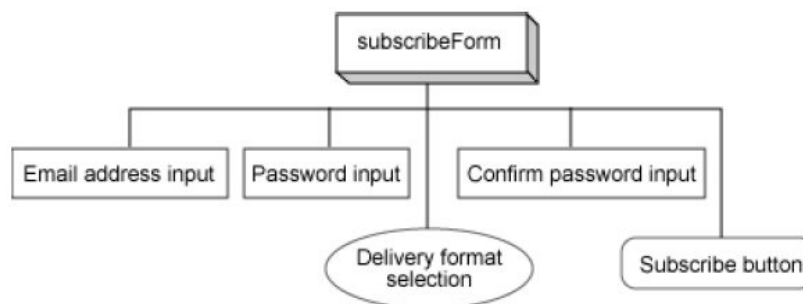 subscribeForm
Email address input
Password input
Confirm password input
Delivery format
selection
Subscribe button